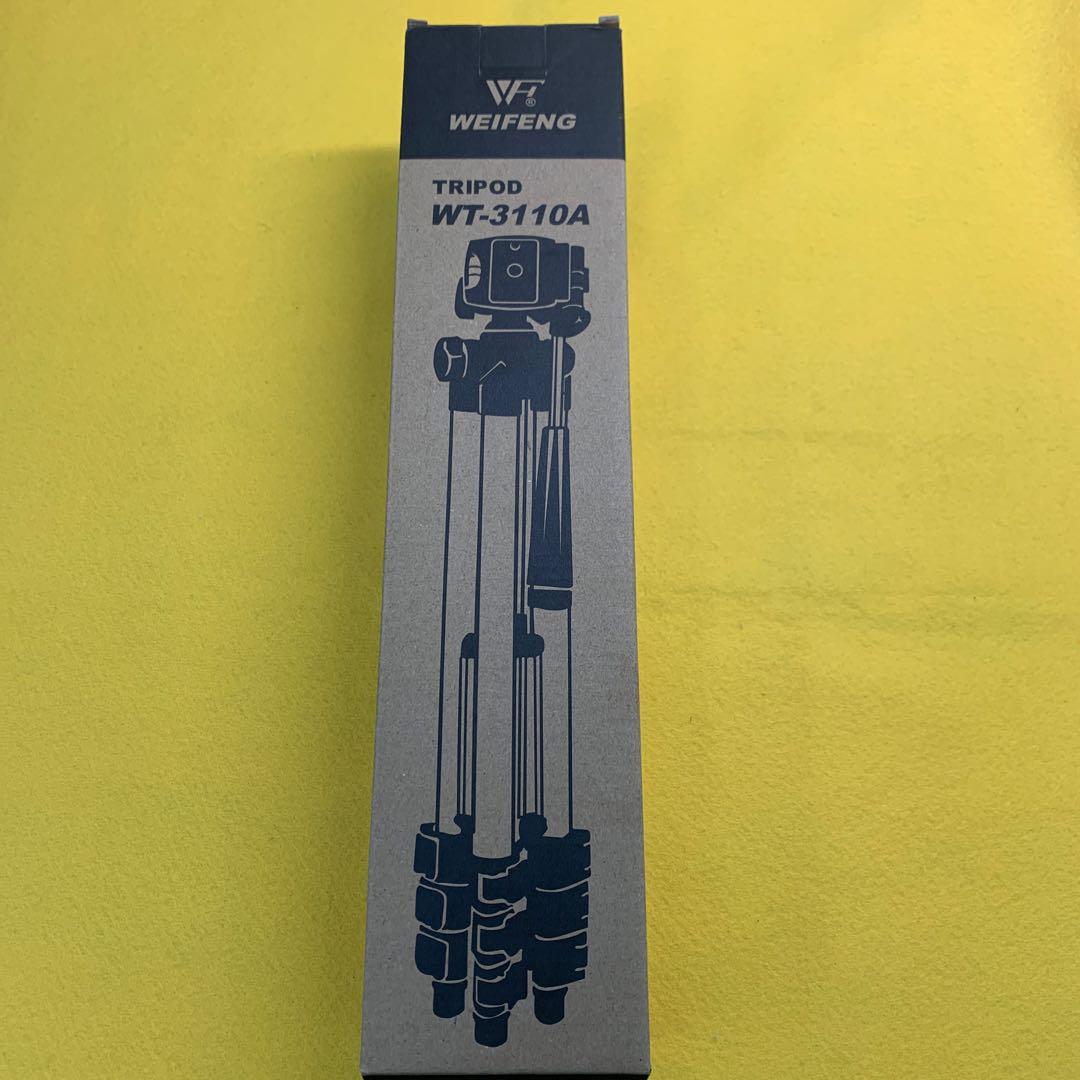 WF®
WEIFENG
TRIPOD
WT-3110A